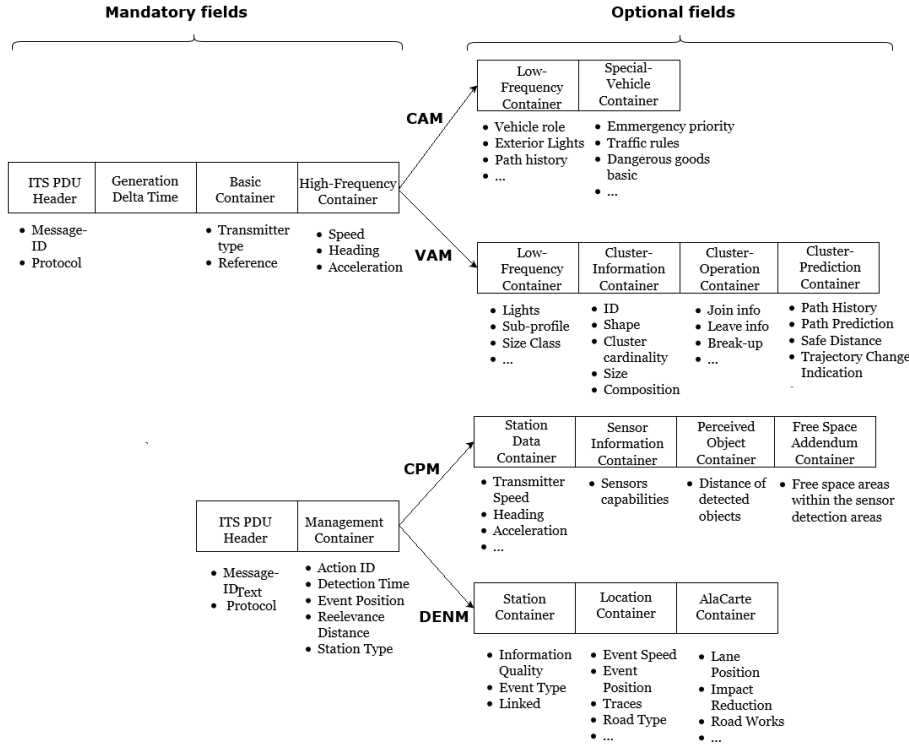 Mandatory fields
Optional fields
Low-
Frequency
Container
Special-
Vehicle
Container
CAM
• Vehicle role
• Exterior Lights
• Path history
• ...
• Emmergency priority
• Traffic rules
• Dangerous goods
basic
• ...
ITS PDU
Header
Generation
Delta Time
Basic
Container
High-Frequency
Container
• Message-
ID
• Protocol
• Transmitter
type
• Reference
• Speed
• Heading
• Acceleration
VAM
Low-
Frequency
Container
Cluster-
Information
Container
Cluster-
Operation
Container
Cluster-
Prediction
Container
• Lights
• Sub-profile
• Size Class
• ...
• ID
• Shape
• Cluster
cardinality
• Size
• Composition
• Join info
• Leave info
• Break-up
• ...
• Path History
• Path Prediction
• Safe Distance
• Trajectory Change
Indication
Station
Data
Container
Sensor
Information
Container
Perceived
Object
Container
Free Space
Addendum
Container
CPM
• Transmitter
Speed
• Heading
• Acceleration
• ...
• Sensors
capabilities
• Distance of
detected
objects
• Free space areas
within the sensor
detection areas
ITS PDU
Header
Management
Container
• Message-
ID
Text
• Protocol
• Action ID
• Detection Time
• Event Position
• Reelevance
Distance
• Station Type
DENM
Station
Container
Location
Container
AlaCarte
Container
• Information
Quality
• Event Type
• Linked
• Event Speed
• Event
Position
• Traces
• Road Type
• ...
• Lane
Position
• Impact
Reduction
• Road Works
• ...